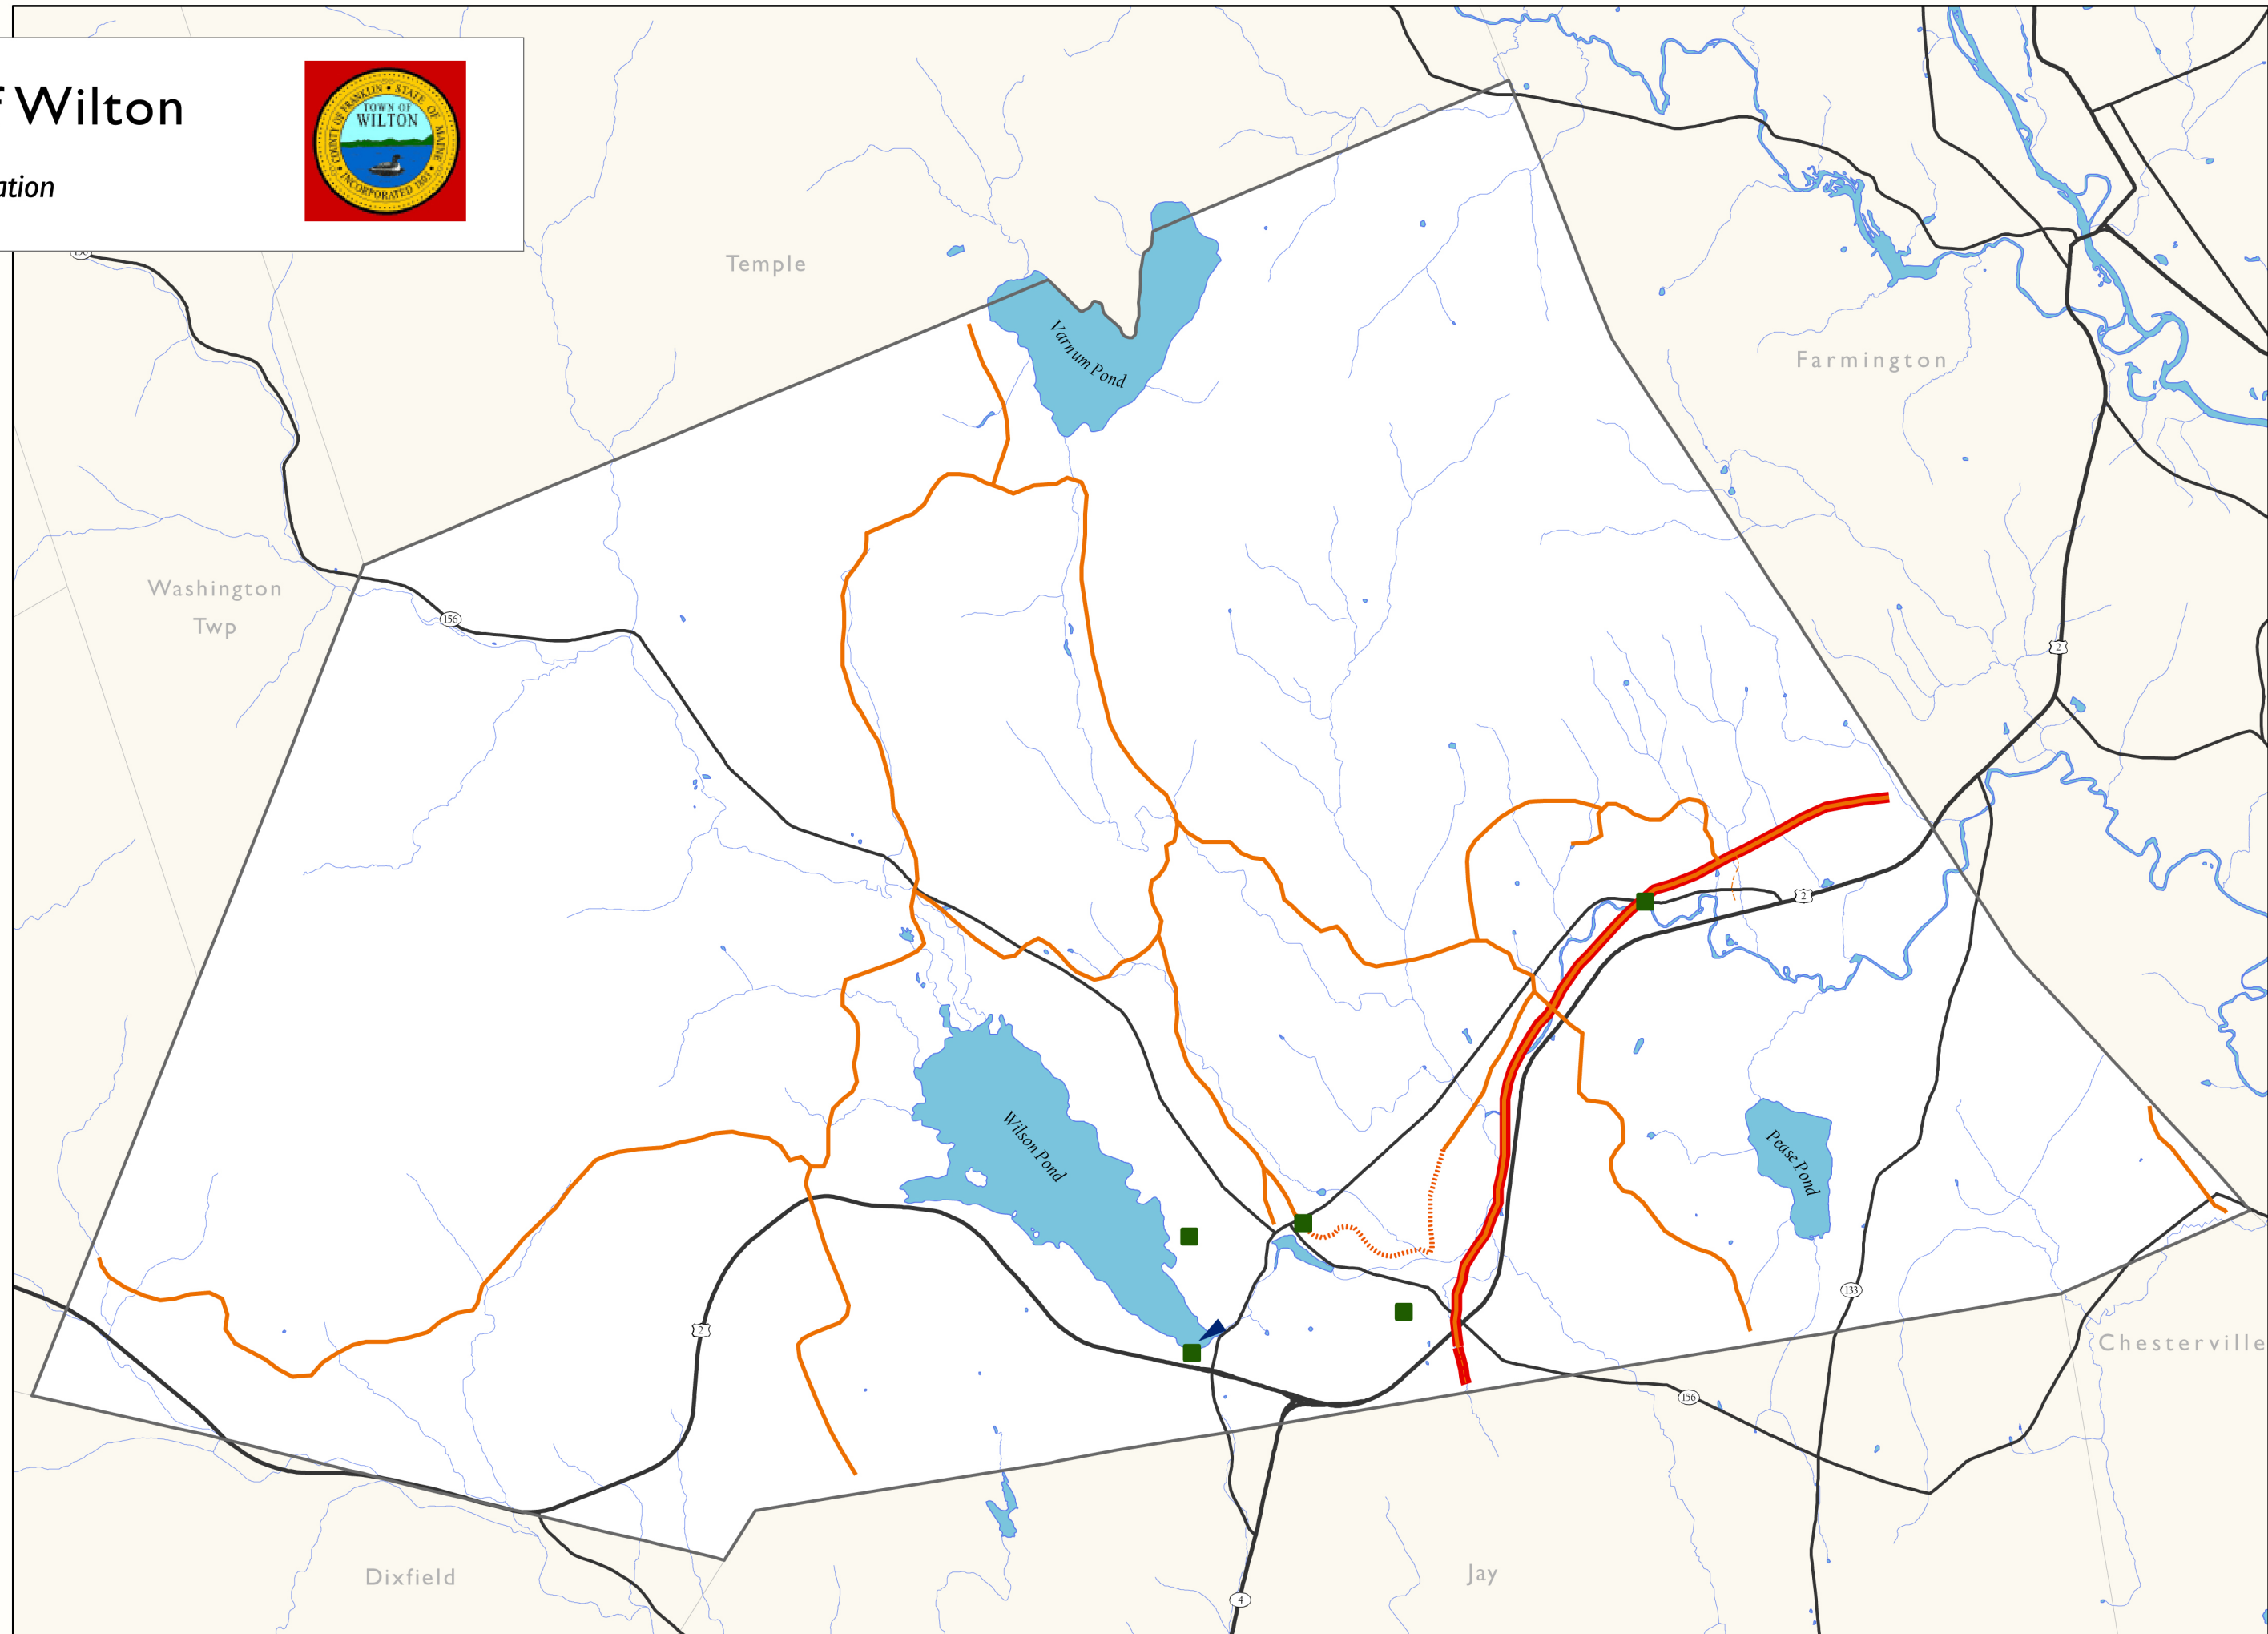 f Wilton
ation
COUNTY OF FRANKLIN • STATE OF MAINE
TOWN OF
WILTON
INCORPORATED 1803
Temple
Varnum Pond
Farmington
Washington
Twp
156
2
2
Wilson Pond
Pease Pond
2
133
Chesterville
156
Dixfield
Jay
4